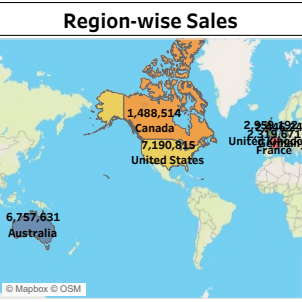 Region-wise Sales
1,488,514
Canada
7,190,815
United States
France
6,757,631
Australia
© Mapbox © OSM